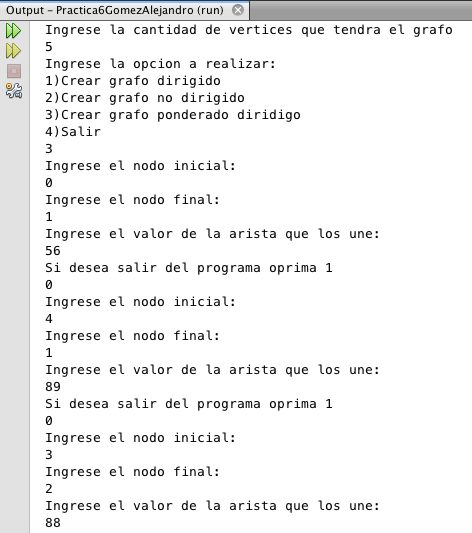 Output - Practica6GomezAlejandro (run)
Ingrese la cantidad de vertices que tendra el grafo
5
Ingrese la opcion a realizar:
1)Crear grafo dirigido
2)Crear grafo no dirigido
3)Crear grafo ponderado diridigo
4)Salir
3
Ingrese el nodo inicial:
0
Ingrese el nodo final:
1
Ingrese el valor de la arista que los une:
56
Si desea salir del programa oprima 1
0
Ingrese el nodo inicial:
4
Ingrese el nodo final:
1
Ingrese el valor de la arista que los une:
89
Si desea salir del programa oprima 1
0
Ingrese el nodo inicial:
3
Ingrese el nodo final:
2
Ingrese el valor de la arista que los une:
88